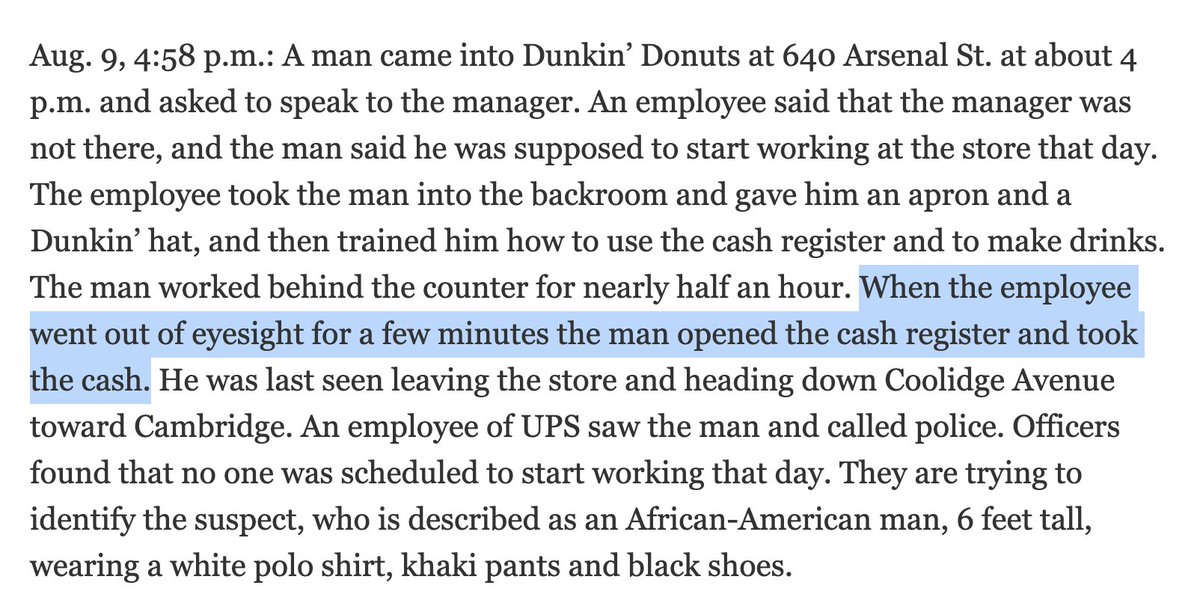 Aug. 9, 4:58 p.m.: A man came into Dunkin’ Donuts at 640 Arsenal St. at about 4
p.m. and asked to speak to the manager. An employee said that the manager was
not there, and the man said he was supposed to start working at the store that day.
The employee took the man into the backroom and gave him an apron and a
Dunkin’ hat, and then trained him how to use the cash register and to make drinks.
The man worked behind the counter for nearly half an hour. When the employee
went out of eyesight for a few minutes the man opened the cash register and took
the cash. He was last seen leaving the store and heading down Coolidge Avenue
toward Cambridge. An employee of UPS saw the man and called police. Officers
found that no one was scheduled to start working that day. They are trying to
identify the suspect, who is described as an African-American man, 6 feet tall,
wearing a white polo shirt, khaki pants and black shoes.